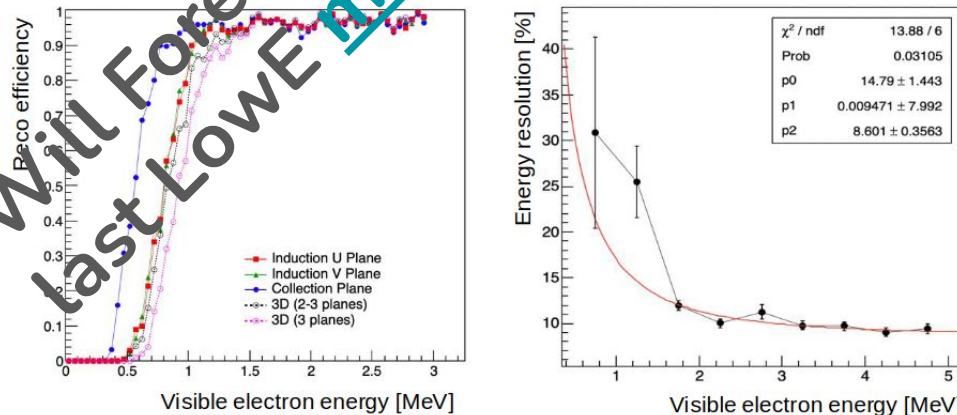 Will Fore
last LowE m
Reco efficiency
1
0.9
0.8
0.7
0.6
0.5
0.4
0.3
0.2
0.1
0
Induction U Plane
Induction V Plane
Collection Plane
3D (2-3 planes)
3D (3 planes)
0 0.5 1 1.5 2 2.5 3
Visible electron energy [MeV]
Energy resolution [%]
40
35
30
25
20
15
10
χ² / ndf 13.88 / 6
Prob 0.03105
p0 14.79 ± 1.443
p1 0.009471 ± 7.992
p2 8.601 ± 0.3563
1 2 3 4 5
Visible electron energy [MeV